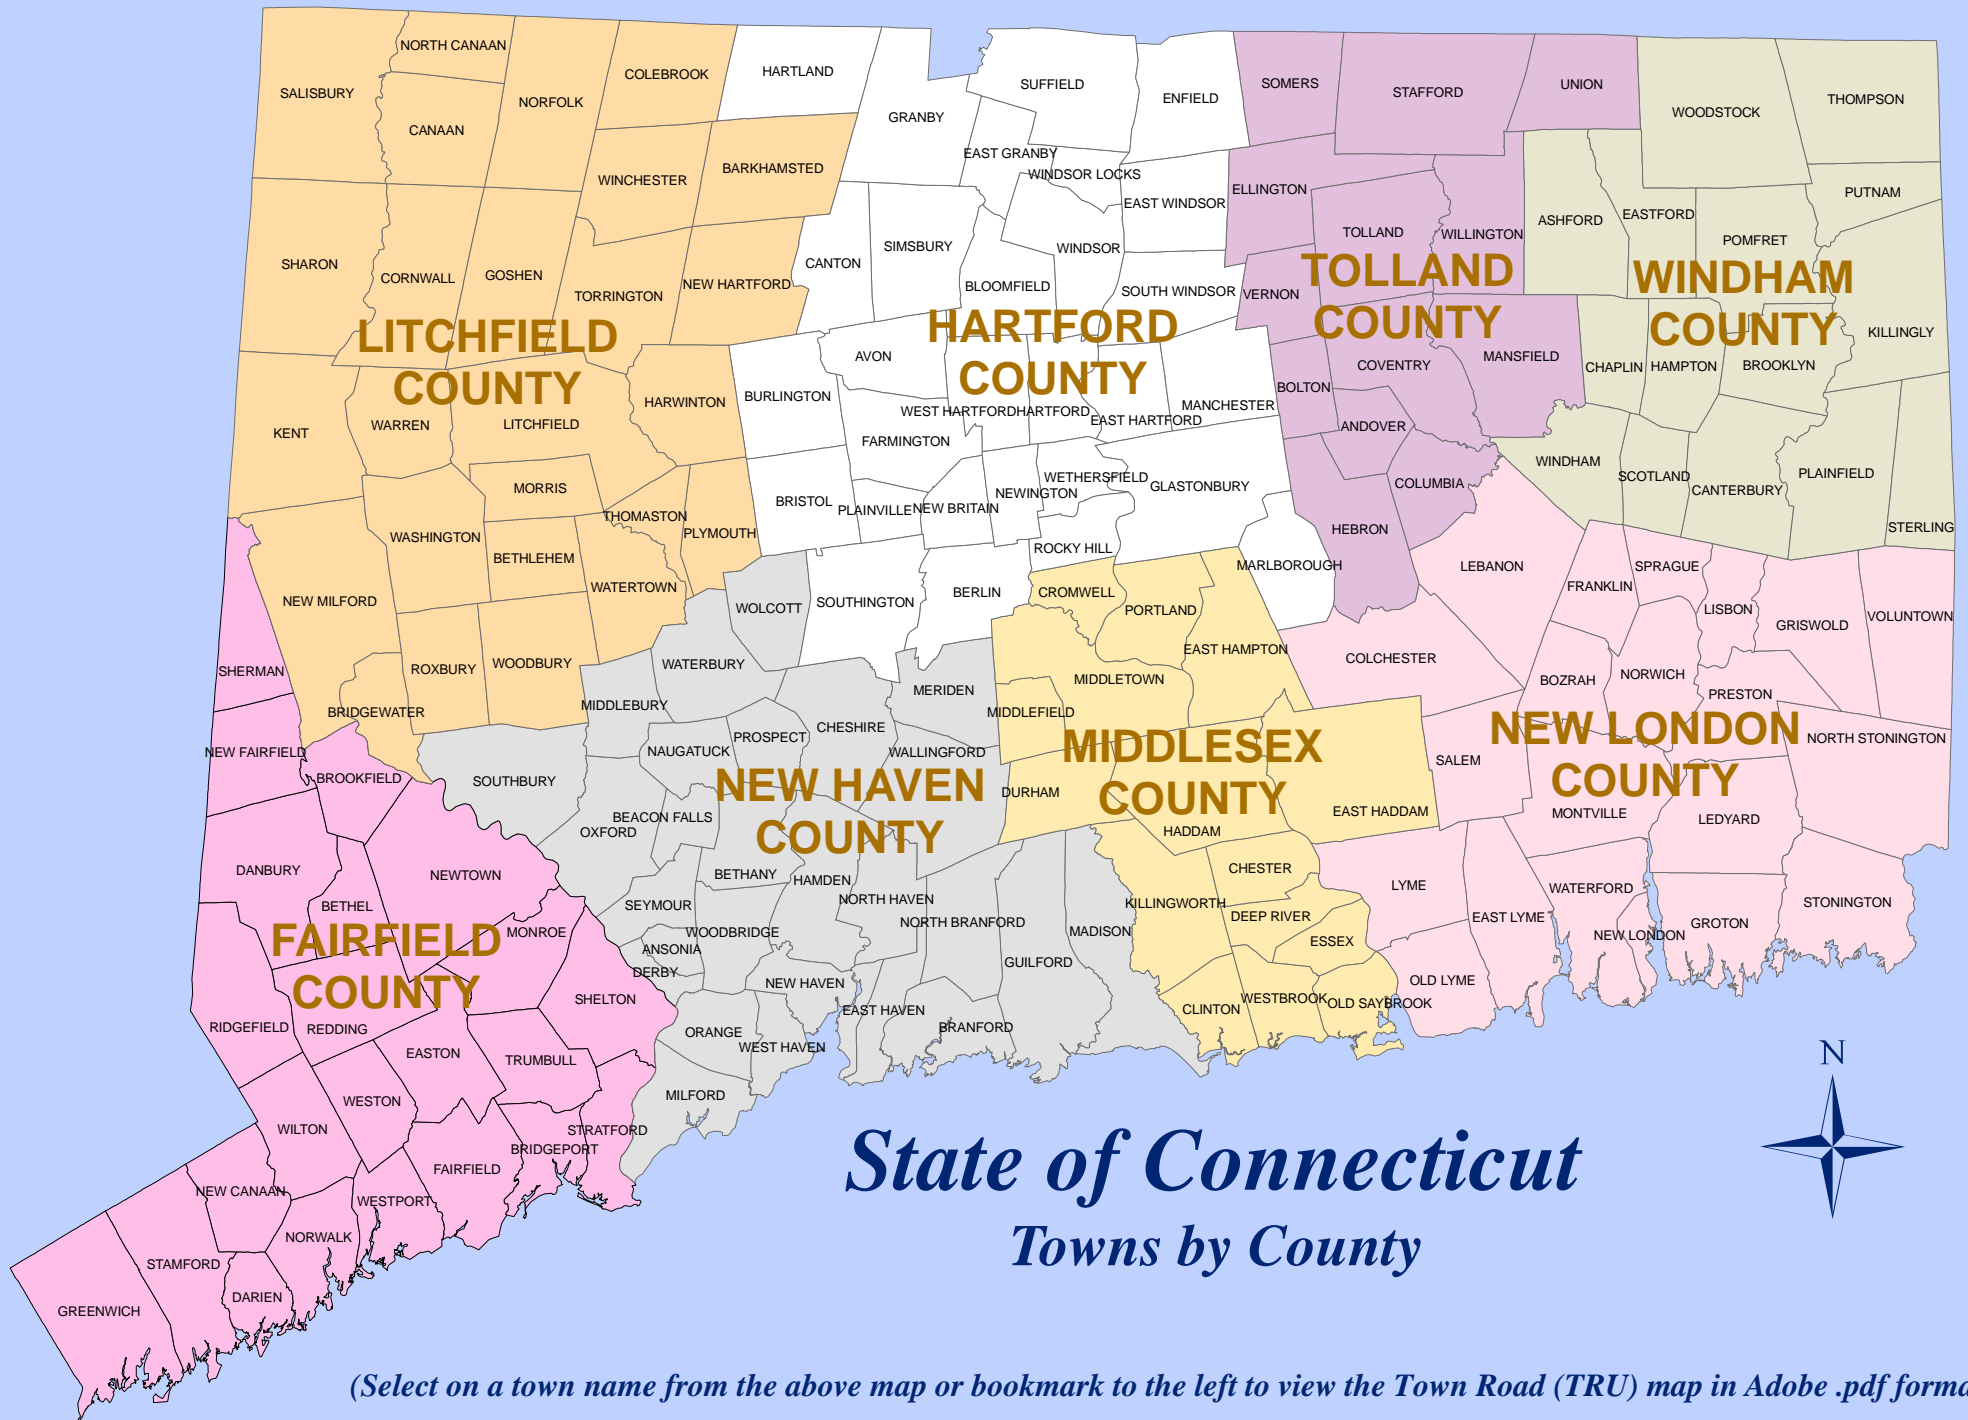 NORTH CANAAN
COLEBROOK
HARTLAND
SALISBURY
NORFOLK
CANAAN
SUFFIELD
ENFIELD
SOMERS
STAFFORD
UNION
WOODSTOCK
THOMPSON
GRANBY
EAST GRANBY
WINDSOR LOCKS
WINCHESTER
BARKHAMSTED
EAST WINDSOR
ELLINGTON
PUTNAM
ASHFORD
EASTFORD
POMFRET
TOLLAND
WILLINGTON
SIMSBURY
WINDSOR
SHARON
CORNWALL
GOSHEN
TORRINGTON
NEW HARTFORD
CANTON
BLOOMFIELD
SOUTH WINDSOR
VERNON
LITCHFIELD
COUNTY
HARTFORD
COUNTY
TOLLAND
COUNTY
WINDHAM
COUNTY
KILLINGLY
AVON
COVENTRY
MANSFIELD
CHAPLIN
HAMPTON
BROOKLYN
BURLINGTON
BOLTON
HARWINTON
KENT
WARREN
LITCHFIELD
WEST HARTFORD
HARTFORD
EAST HARTFORD
MANCHESTER
ANDOVER
FARMINGTON
WINDHAM
SCOTLAND
CANTERBURY
PLAINFIELD
STERLING
MORRIS
BRISTOL
PLAINVILLE
NEW BRITAIN
NEWINGTON
WETHERSFIELD
GLASTONBURY
COLUMBIA
HEBRON
WASHINGTON
THOMASTON
PLYMOUTH
BETHLEHEM
WATERTOWN
ROCKY HILL
MARLBOROUGH
LEBANON
FRANKLIN
SPRAGUE
LISBON
GRISWOLD
VOLUNTOWN
NEW MILFORD
WOLCOTT
SOUTHINGTON
BERLIN
CROMWELL
PORTLAND
EAST HAMPTON
COLCHESTER
SHERMAN
BRIDGEWATER
ROXBURY
WOODBURY
WATERBURY
MIDDLEBURY
MERIDEN
MIDDLETOWN
MIDDLEFIELD
BOZRAH
NORWICH
PRESTON
NORTH STONINGTON
NEW FAIRFIELD
BROOKFIELD
SOUTHBURY
NAUGATUCK
PROSPECT
CHESHIRE
WALLINGFORD
NEW HAVEN
COUNTY
MIDDLESEX
COUNTY
NEW LONDON
COUNTY
DURHAM
HADDAM
EAST HADDAM
SALEM
MONTVILLE
LEDYARD
OXFORD
BEACON FALLS
DANBURY
BETHEL
NEWTOWN
BETHANY
HAMDEN
NORTH HAVEN
NORTH BRANFORD
SEYMOUR
WOODBRIDGE
ANSONIA
DERBY
MADISON
GUILFORD
KILLINGWORTH
CHESTER
DEEP RIVER
ESSEX
LYME
EAST LYME
WATERFORD
NEW LONDON
GROTON
STONINGTON
FAIRFIELD
COUNTY
MONROE
SHELTON
RIDGEFIELD
REDDING
EASTON
TRUMBULL
ORANGE
NEW HAVEN
WEST HAVEN
EAST HAVEN
BRANFORD
CLINTON
WESTBROOK
OLD SAYBROOK
OLD LYME
MILFORD
WESTON
WILTON
STRATFORD
BRIDGEPORT
FAIRFIELD
NEW CANAAN
WESTPORT
NORWALK
STAMFORD
DARIEN
GREENWICH
N
State of Connecticut
Towns by County
(Select on a town name from the above map or bookmark to the left to view the Town Road (TRU) map in Adobe .pdf forma